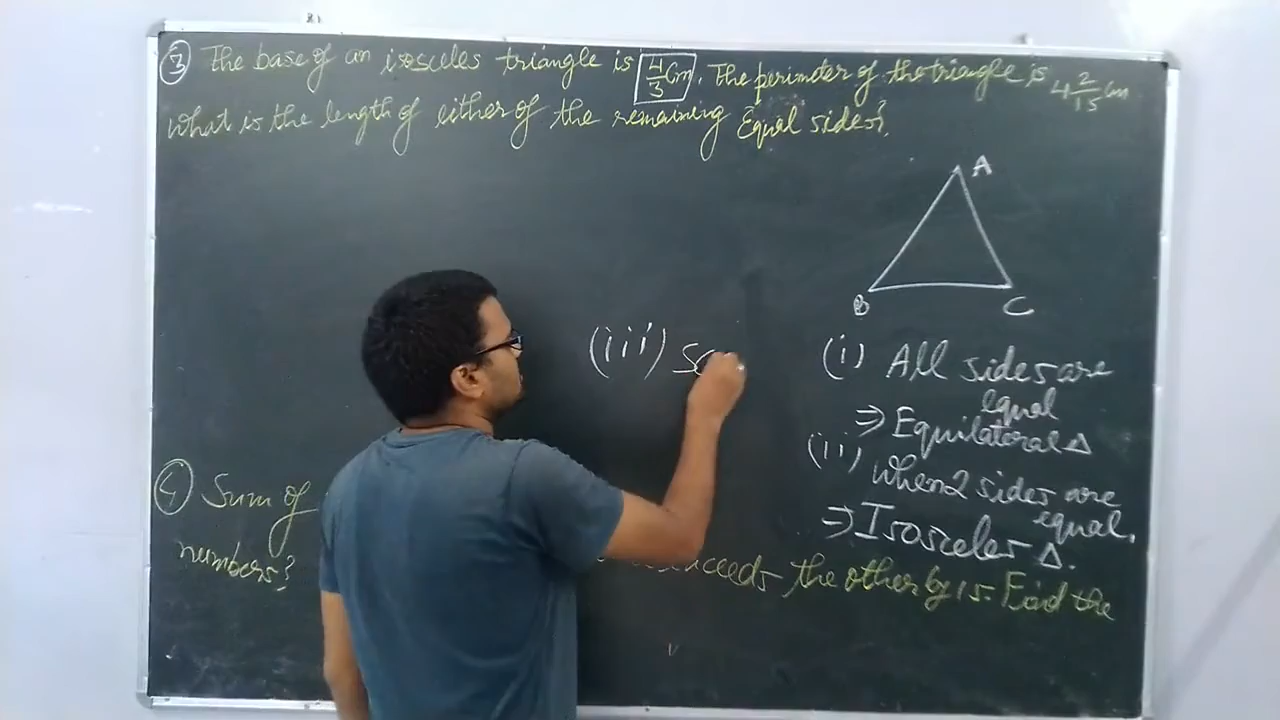 ③ The base of an isosceles triangle is 4/3 cm. The perimeter of the triangle is 4 2/15 cm
What is the length of either of the remaining Equal sides?
A
B C
(i) All sides are
equal
⇒ Equilateral △
(ii) When 2 sides are
equal.
⇒ Isosceles △.
(iii) Sc
④ Sum of
exceeds the other by 15. Find the
numbers?